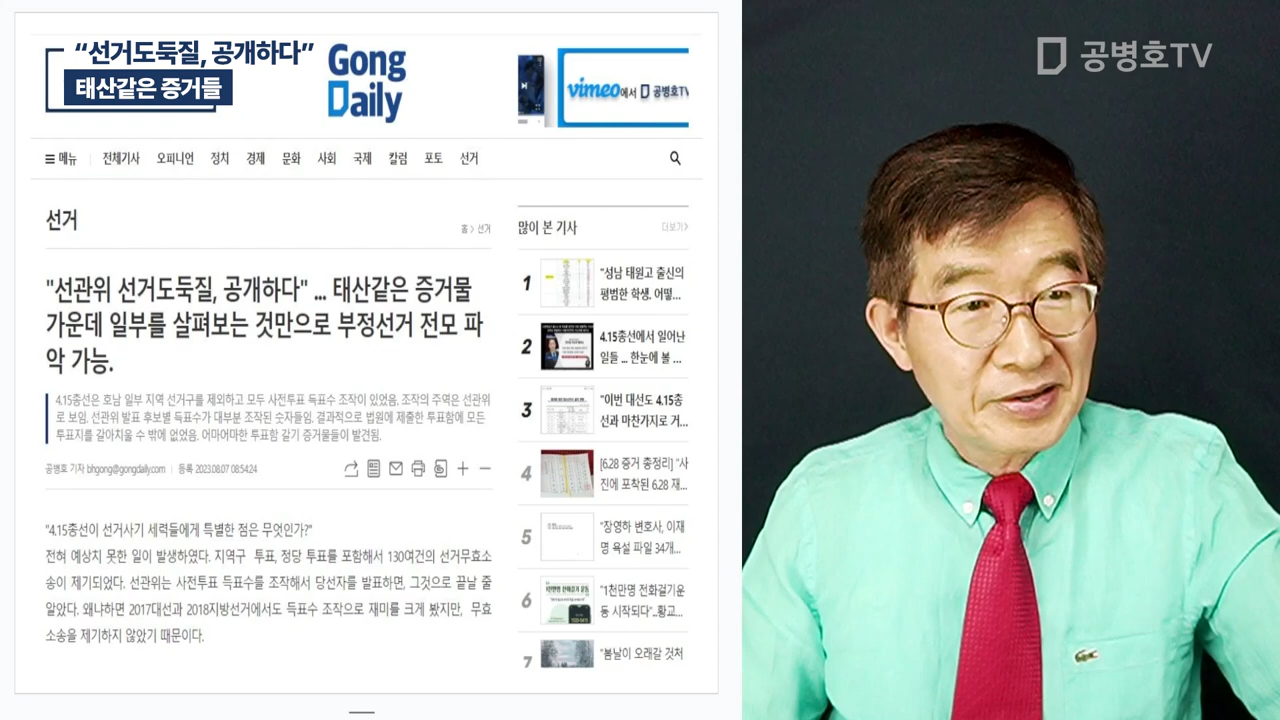 “선거도둑질, 공개하다”
태산같은 증거들
Gong
Daily
vimeo에서 공병호TV
공병호TV
메뉴 전체기사 오피니언 정치 경제 문화 사회 국제 칼럼 포토 선거
선거
홈 > 선거
"선관위 선거도둑질, 공개하다" ... 태산같은 증거물
가운데 일부를 살펴보는 것만으로 부정선거 전모 파
악 가능.
4.15총선은 호남 일부 지역 선거구를 제외하고 모두 사전투표 득표수 조작이 있었음. 조작의 주역은 선관위
로 보임. 선관위 발표 후보별 득표수가 대부분 조작된 숫자들임. 결과적으로 법원에 제출한 투표함에 모든
투표지를 갈아치울 수 밖에 없었음. 어마어마한 투표함 갈기 증거물들이 발견됨.
공병호 기자 bhgong@gongdaily.com 등록 2023.08.07 08:54:24
"4.15총선이 선거사기 세력들에게 특별한 점은 무엇인가?"
전혀 예상치 못한 일이 발생하였다. 지역구 투표, 정당 투표를 포함해서 130여건의 선거무효소
송이 제기되었다. 선관위는 사전투표 득표수를 조작해서 당선자를 발표하면, 그것으로 끝날 줄
알았다. 왜냐하면 2017대선과 2018지방선거에서도 득표수 조작으로 재미를 크게 봤지만, 무효
소송을 제기하지 않았기 때문이다.
많이 본 기사
더보기
1 "성남 태원고 출신의
평범한 학생. 어떻...
2 4.15총선에서 일어난
일들 ... 한눈에 볼 ...
3 "이번 대선도 4.15총
선과 마찬가지로 거...
4 [6.28 증거 총정리] "사
진에 포착된 6.28 재...
5 "장영하 변호사, 이재
명 욕설 파일 34개...
6 "1천만명 전화걸기운
동 시작되다"...황교...
7 "봄날이 오래갈 것처